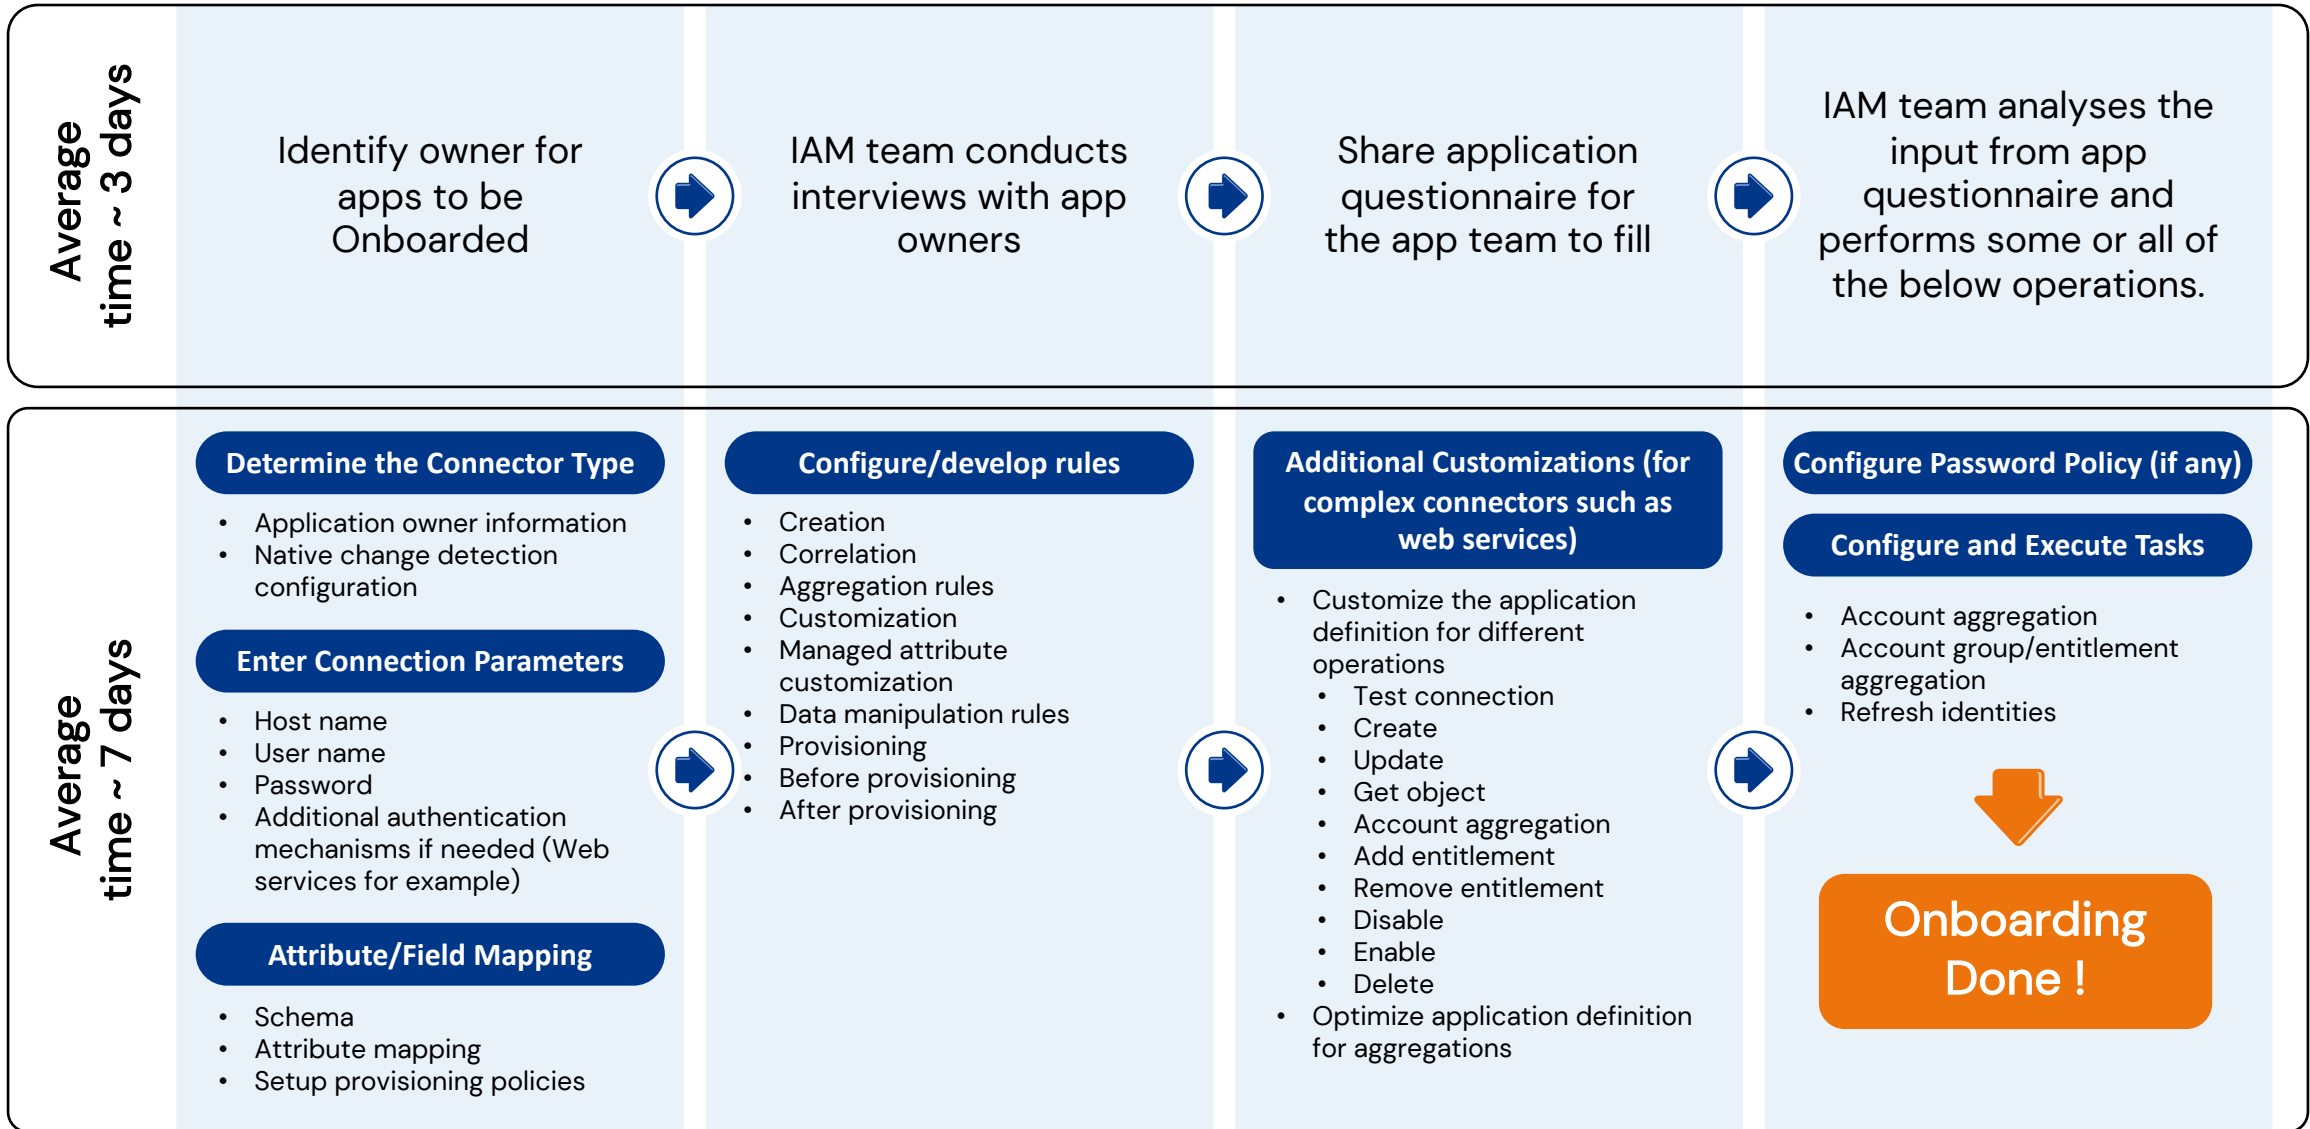 Average
time ~ 3 days
Identify owner for
apps to be
Onboarded
IAM team conducts
interviews with app
owners
Share application
questionnaire for
the app team to fill
IAM team analyses the
input from app
questionnaire and
performs some or all of
the below operations.
Average
time ~ 7 days
Determine the Connector Type
• Application owner information
• Native change detection
configuration
Enter Connection Parameters
• Host name
• User name
• Password
• Additional authentication
mechanisms if needed (Web
services for example)
Attribute/Field Mapping
• Schema
• Attribute mapping
• Setup provisioning policies
Configure/develop rules
• Creation
• Correlation
• Aggregation rules
• Customization
• Managed attribute
customization
• Data manipulation rules
• Provisioning
• Before provisioning
• After provisioning
Additional Customizations (for
complex connectors such as
web services)
• Customize the application
definition for different
operations
• Test connection
• Create
• Update
• Get object
• Account aggregation
• Add entitlement
• Remove entitlement
• Disable
• Enable
• Delete
• Optimize application definition
for aggregations
Configure Password Policy (if any)
Configure and Execute Tasks
• Account aggregation
• Account group/entitlement
aggregation
• Refresh identities
Onboarding
Done !